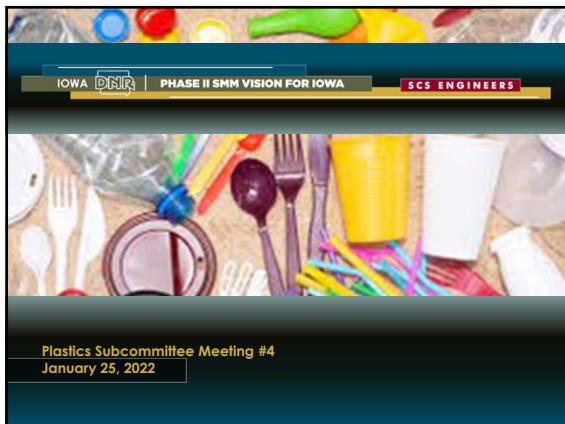 IOWA DNR | PHASE II SMM VISION FOR IOWA
SCS ENGINEERS
Plastics Subcommittee Meeting #4
January 25, 2022